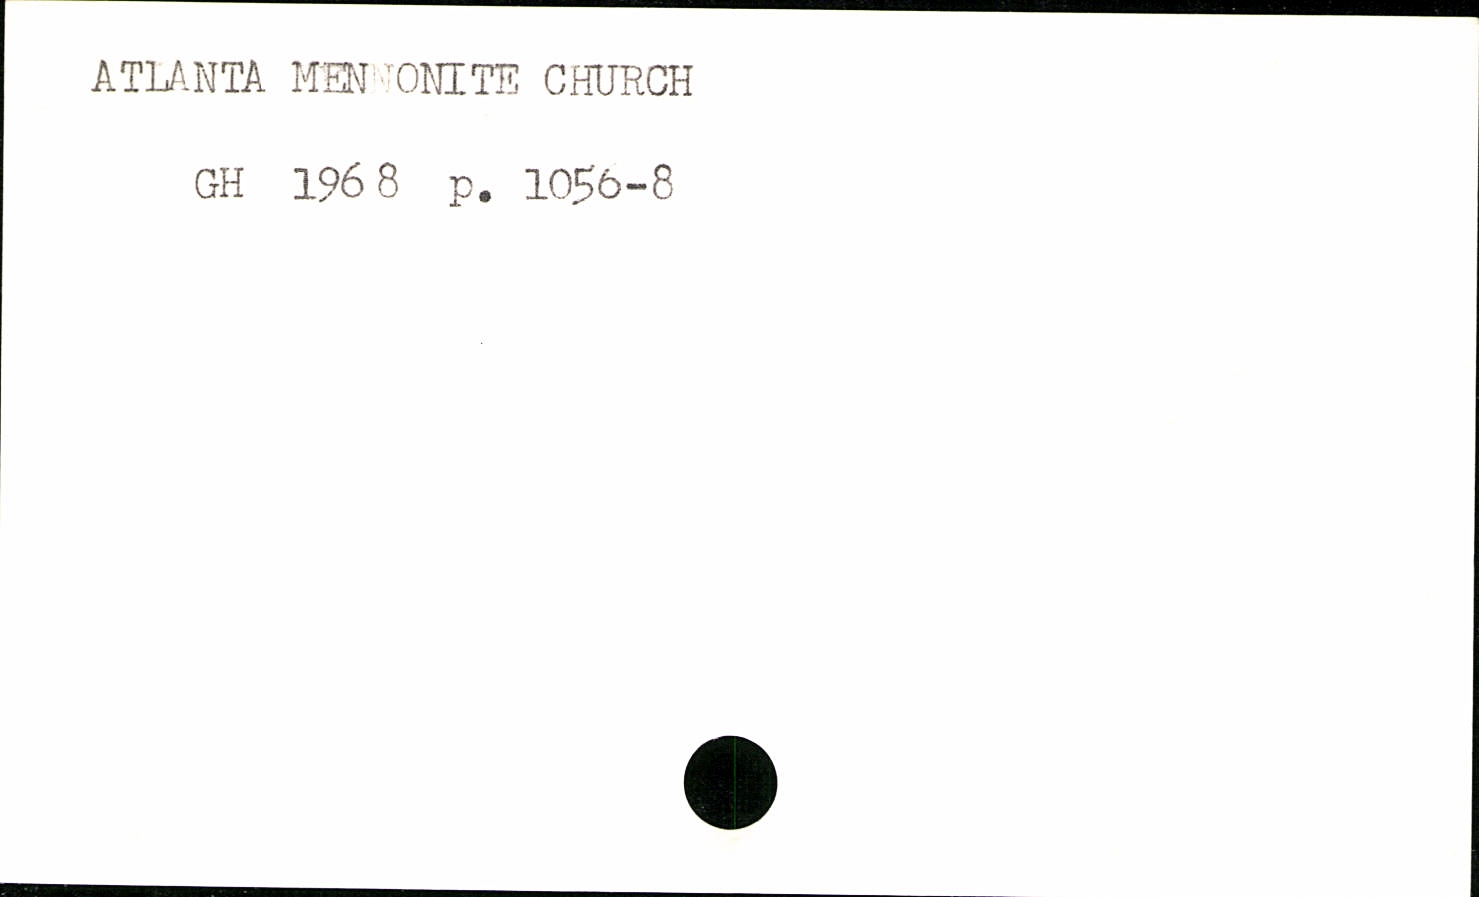 ATLANTA MENNONITE CHURCH
GH 1968 p. 1056-8